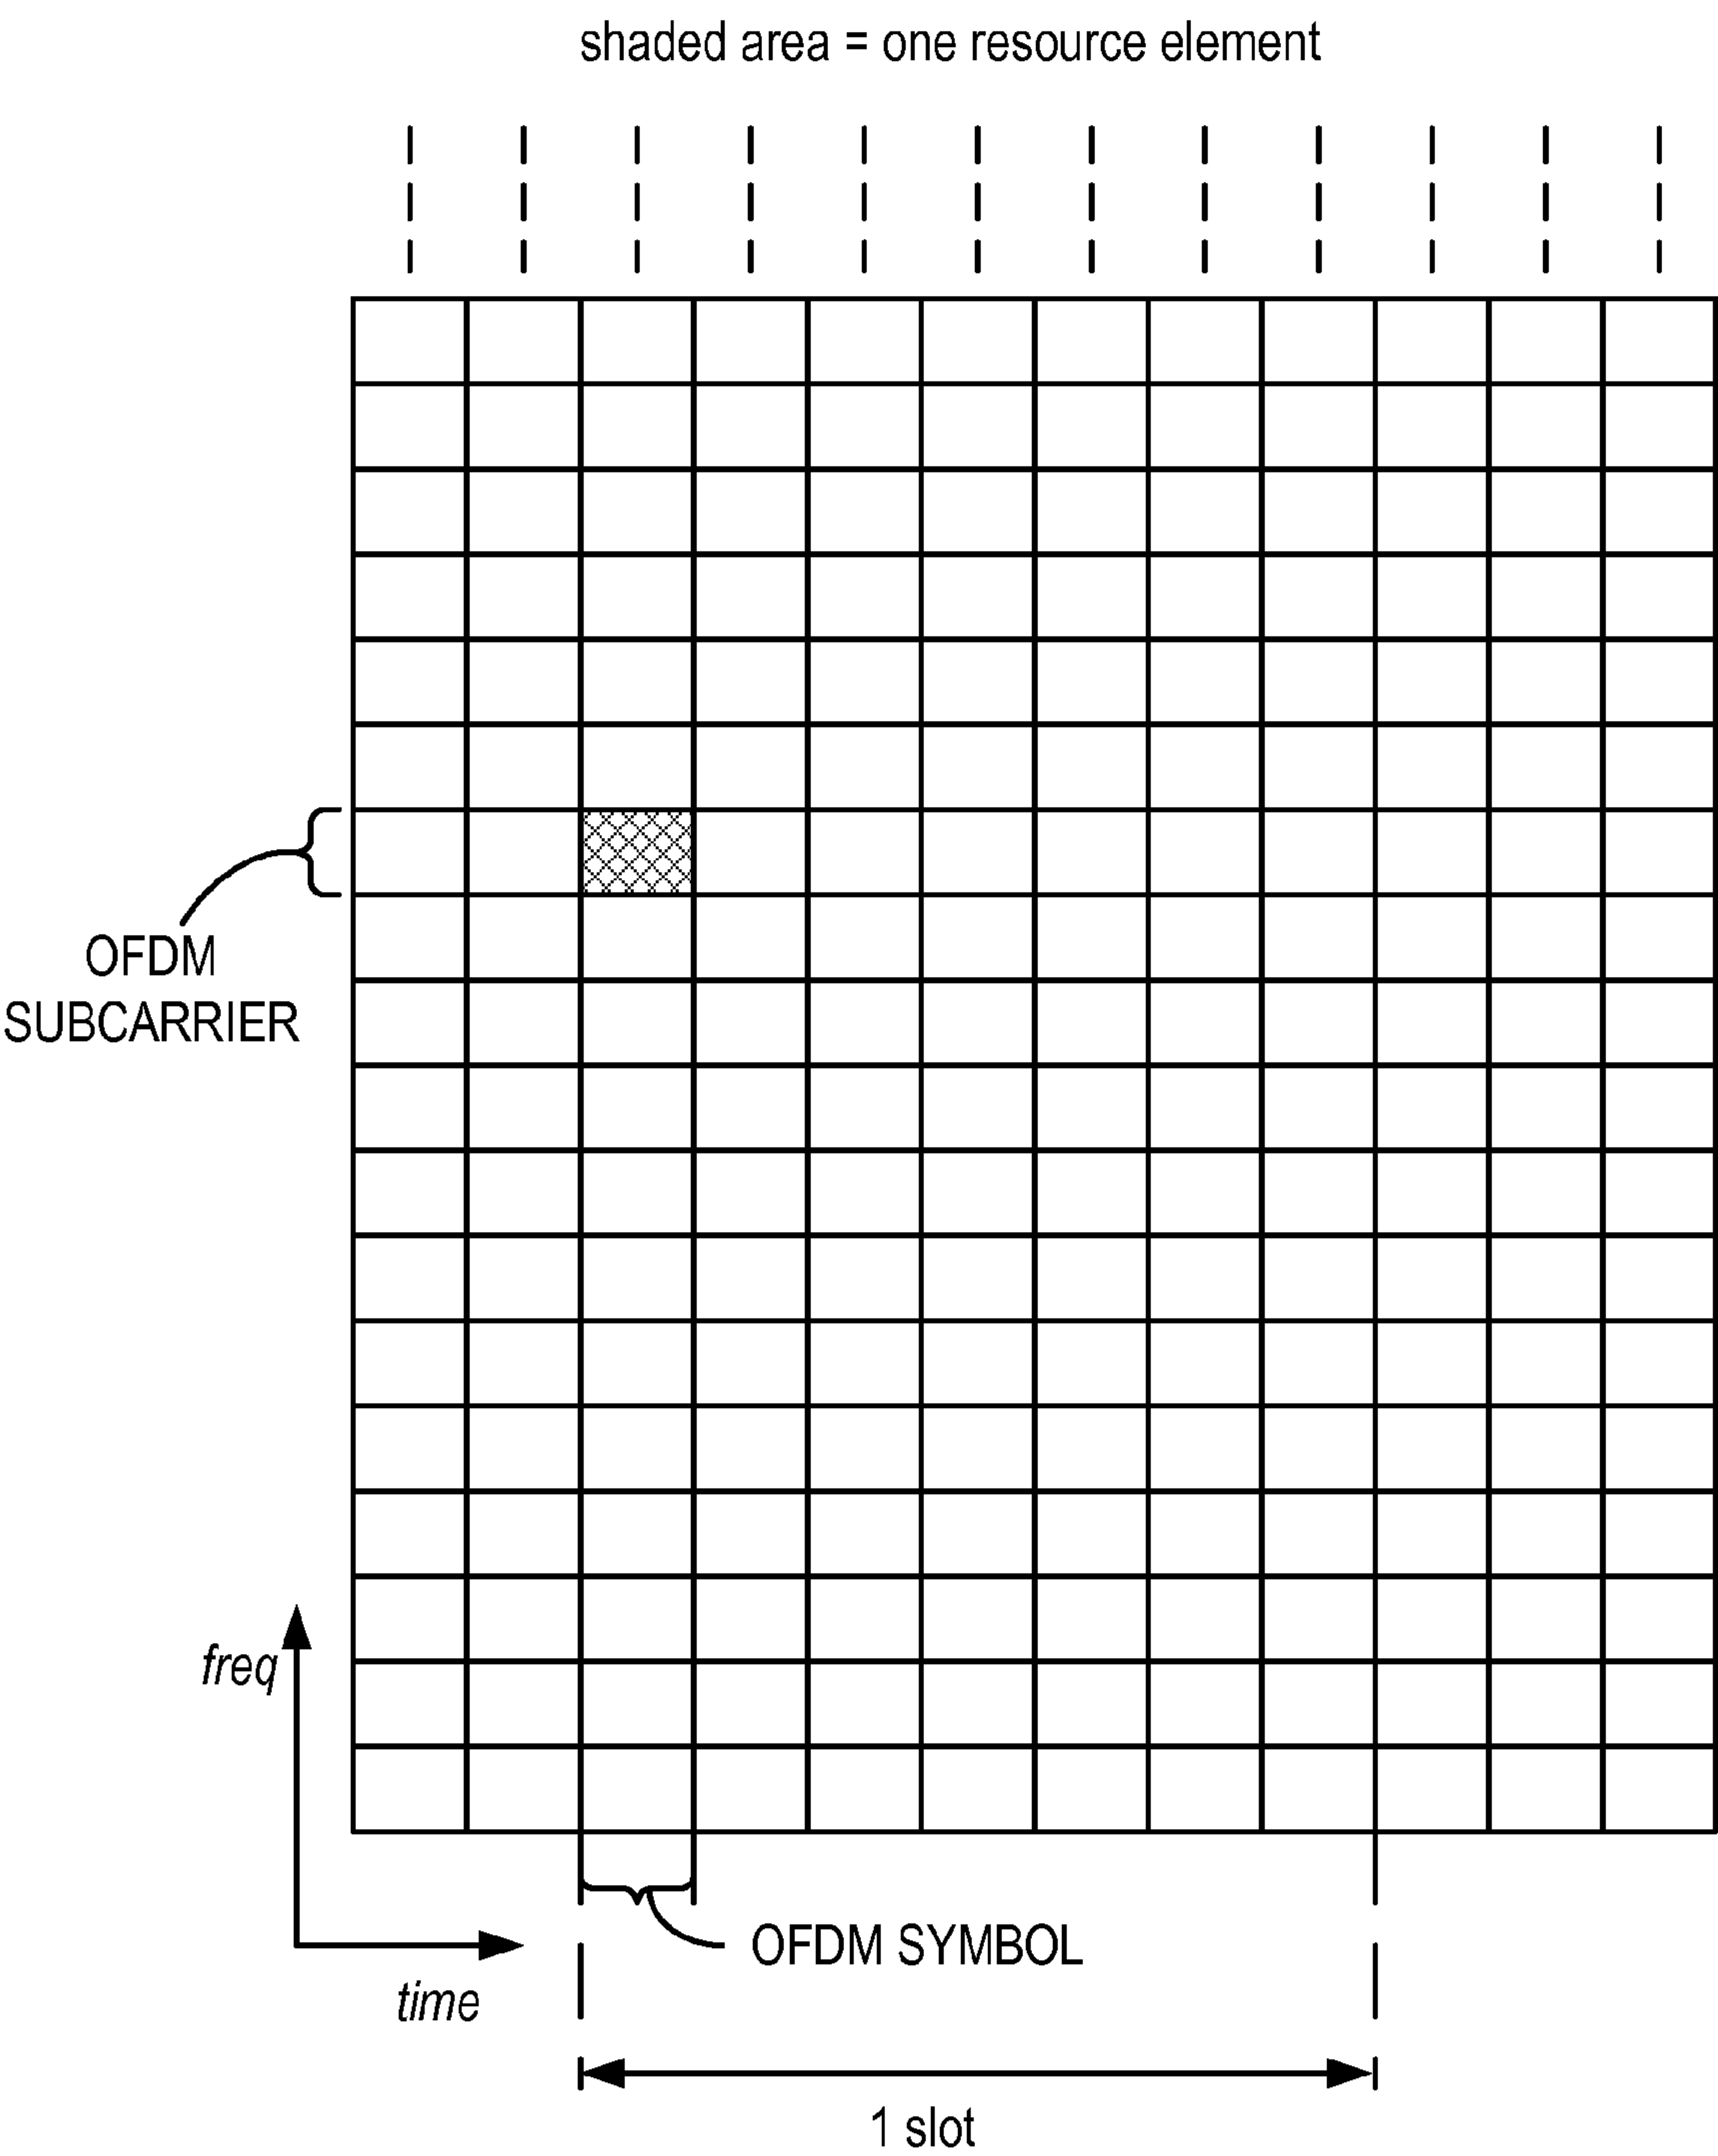 shaded area = one resource element
OFDM
SUBCARRIER
freq
OFDM SYMBOL
time
1 slot